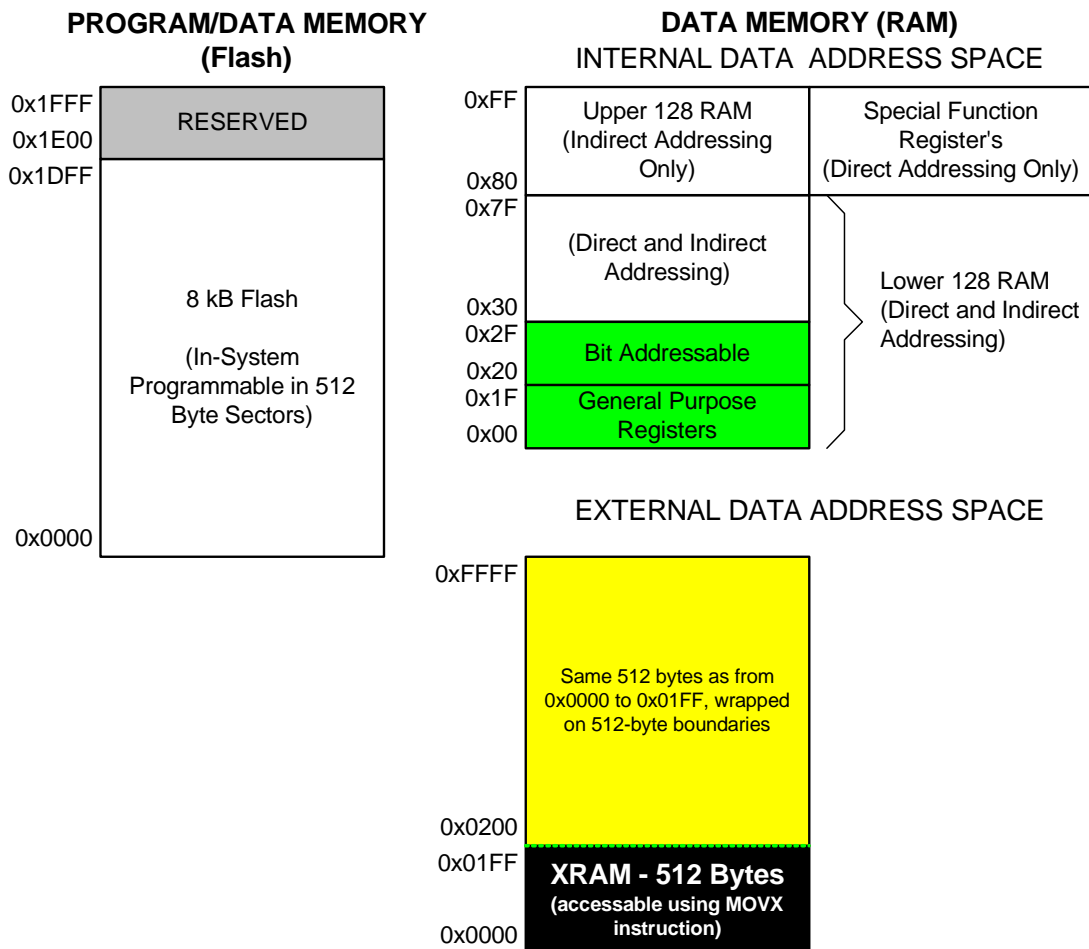 PROGRAM/DATA MEMORY
(Flash)
0x1FFF
RESERVED
0x1E00
0x1DFF
8 kB Flash
(In-System
Programmable in 512
Byte Sectors)
0x0000
DATA MEMORY (RAM)
INTERNAL DATA ADDRESS SPACE
0xFF
Upper 128 RAM
(Indirect Addressing
Only)
Special Function
Register's
(Direct Addressing Only)
0x80
0x7F
(Direct and Indirect
Addressing)
0x30
Lower 128 RAM
(Direct and Indirect
Addressing)
0x2F
Bit Addressable
0x20
0x1F
General Purpose
Registers
0x00
EXTERNAL DATA ADDRESS SPACE
0xFFFF
Same 512 bytes as from
0x0000 to 0x01FF, wrapped
on 512-byte boundaries
0x0200
0x01FF
XRAM - 512 Bytes
(accessable using MOVX
instruction)
0x0000